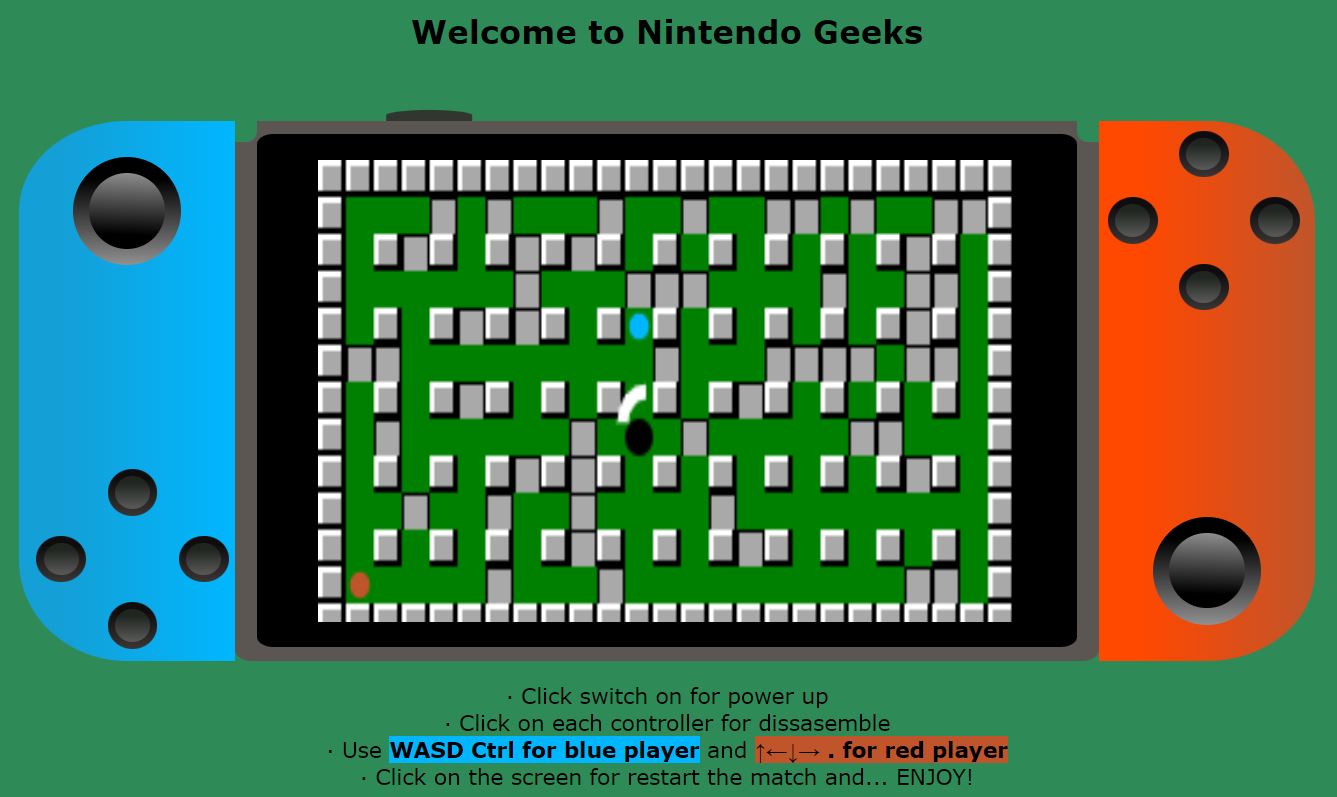 Welcome to Nintendo Geeks
· Click switch on for power up
· Click on each controller for dissasemble
· Use WASD Ctrl for blue player and ↑←↓→ . for red player
· Click on the screen for restart the match and... ENJOY!